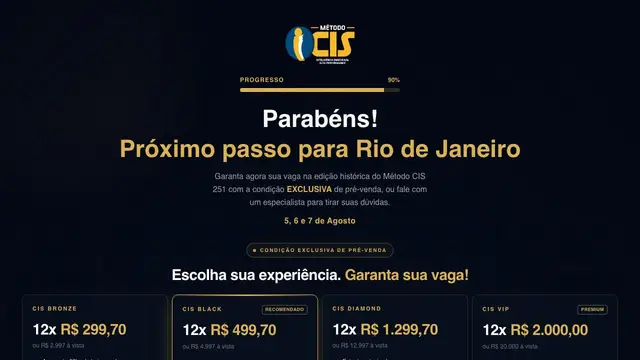 MÉTODO
CIS
INTELIGÊNCIA EMOCIONAL
ALTA PERFORMANCE
PROGRESSO 90%
Parabéns!
Próximo passo para Rio de Janeiro
Garanta agora sua vaga na edição histórica do Método CIS
251 com a condição EXCLUSIVA de pré-venda, ou fale com
um especialista para tirar suas dúvidas.
5, 6 e 7 de Agosto
CONDIÇÃO EXCLUSIVA DE PRÉ-VENDA
Escolha sua experiência. Garanta sua vaga!
CIS BRONZE
12x R$ 299,70
ou R$ 2.997 à vista
CIS BLACK RECOMENDADO
12x R$ 499,70
ou R$ 4.997 à vista
CIS DIAMOND
12x R$ 1.299,70
ou R$ 12.997 à vista
CIS VIP PREMIUM
12x R$ 2.000,00
ou R$ 20.000 à vista